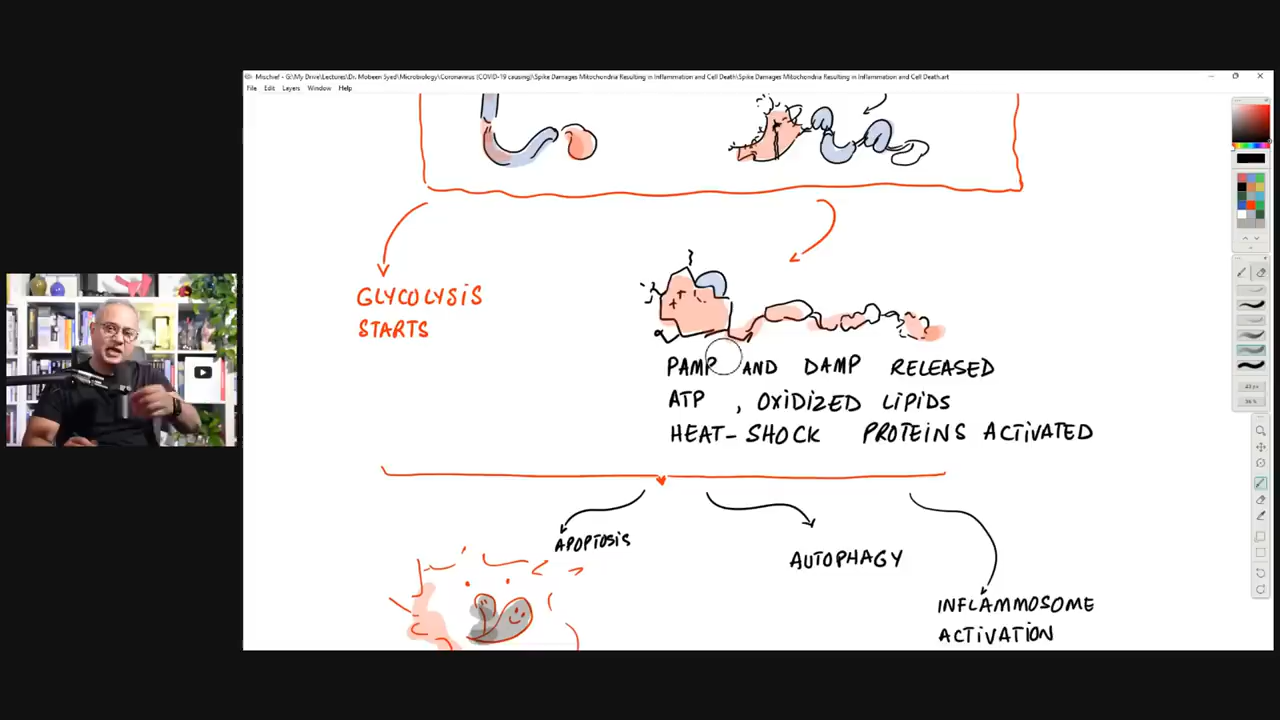 Mischief - G:\My Drive\Lectures\Dr. Mobeen Syed\Microbiology\Coronavirus (COVID-19 causing)\Spike Damages Mitochondria Resulting in Inflammation and Cell Death\Spike Damages Mitochondria Resulting in Inflammation and Cell Death.art
File Edit Layers Window Help
GLYCOLYSIS
STARTS
PAMP AND DAMP RELEASED
ATP , OXIDIZED LIPIDS
HEAT-SHOCK PROTEINS ACTIVATED
APOPTOSIS
AUTOPHAGY
INFLAMMOSOME
ACTIVATION